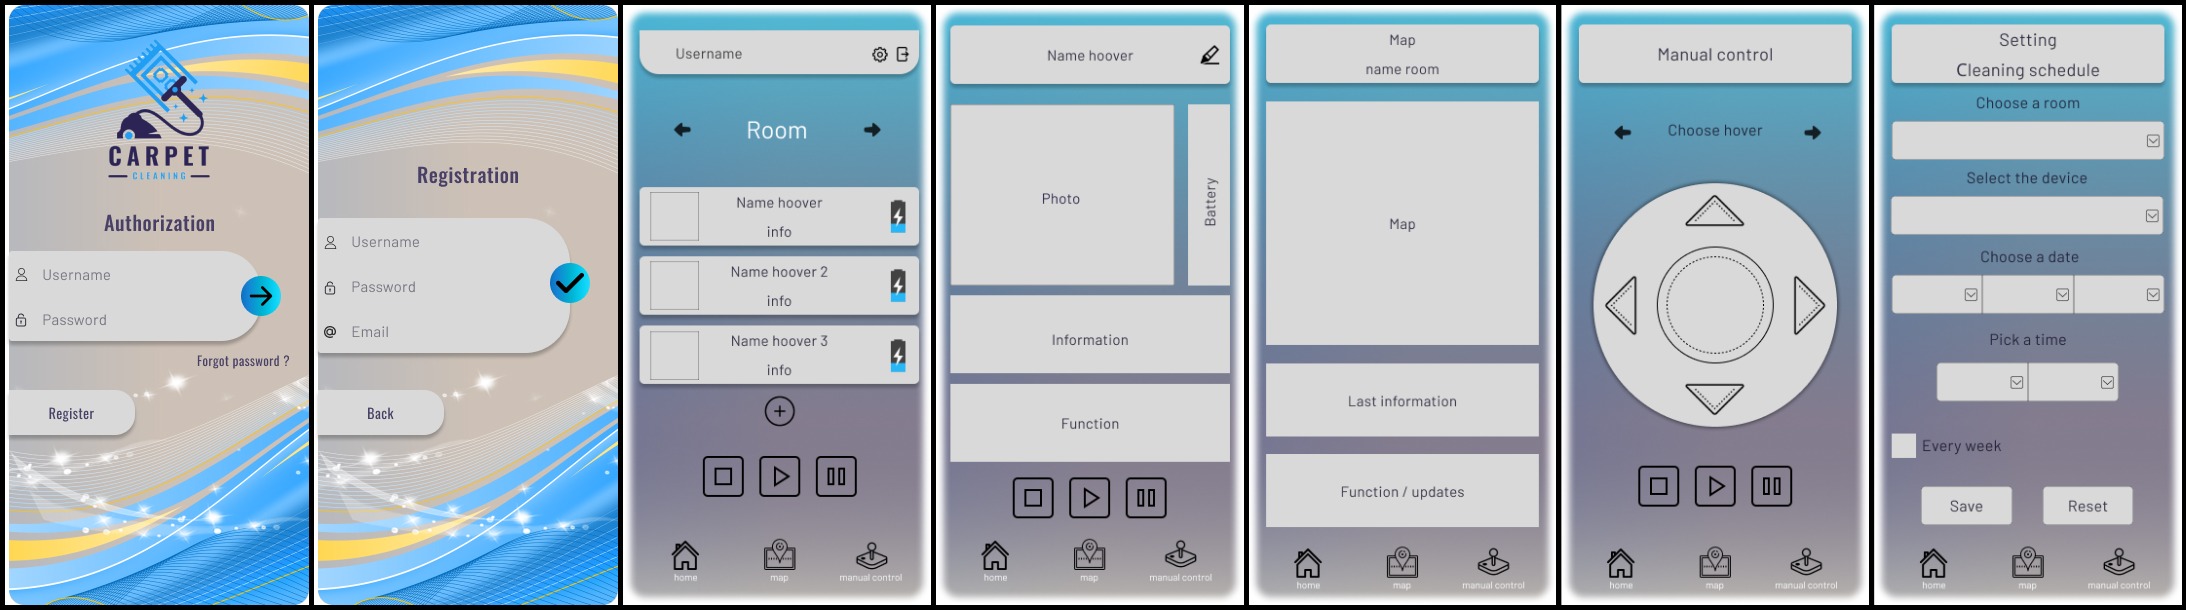 CARPET
CLEANING
Authorization
Username
Password
Forgot password ?
Register
Registration
Username
Password
@ Email
Back
Username
Room
Name hoover
info
Name hoover 2
info
Name hoover 3
info
home
map
manual control
Name hoover
Photo
Battery
Information
Function
home
map
manual control
Map
name room
Map
Last information
Function / updates
home
map
manual control
Manual control
Choose hover
home
map
manual control
Setting
Cleaning schedule
Choose a room
Select the device
Choose a date
Pick a time
Every week
Save
Reset
home
map
manual control